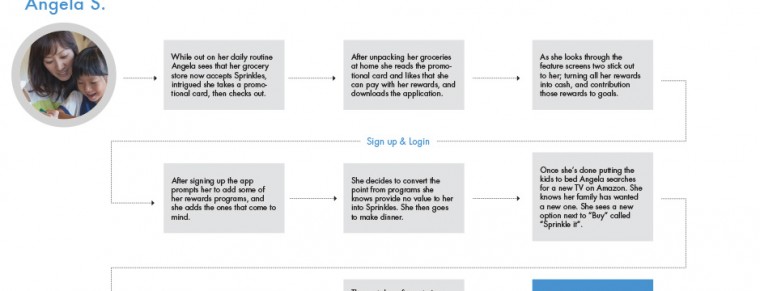 Angela S.
While out on her daily routine
Angela sees that her grocery
store now accepts Sprinkles,
intrigued she takes a promo-
tional card, then checks out.
After unpacking her groceries
at home she reads the promo-
tional card and likes that she
can pay with her rewards, and
downloads the application.
As she looks through the
feature screens two stick out
to her; turning all her rewards
into cash, and contribution
those rewards to goals.
Sign up & Login
After signing up the app
prompts her to add some of
her rewards programs, and
she adds the ones that come to
mind.
She decides to convert the
point from programs she
knows provide no value to her
into Sprinkles. She then goes
to make dinner.
Once she's done putting the
kids to bed Angela searches
for a new TV on Amazon. She
knows her family has wanted
a new one. She sees a new
option next to "Buy" called
"Sprinkle it".